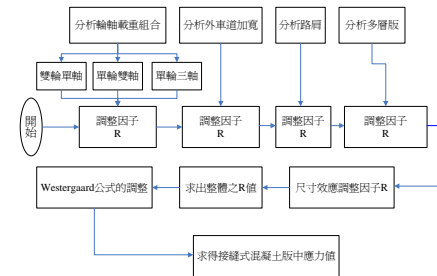 分析輪軸載重組合
分析外車道加寬
分析路肩
分析多層版
雙輪單軸
單輪雙軸
單輪三軸
開始
調整因子
R
調整因子
R
調整因子
R
調整因子
R
Westergaard公式的調整
求出整體之R值
尺寸效應調整因子R
求得接縫式混凝土版中應力值